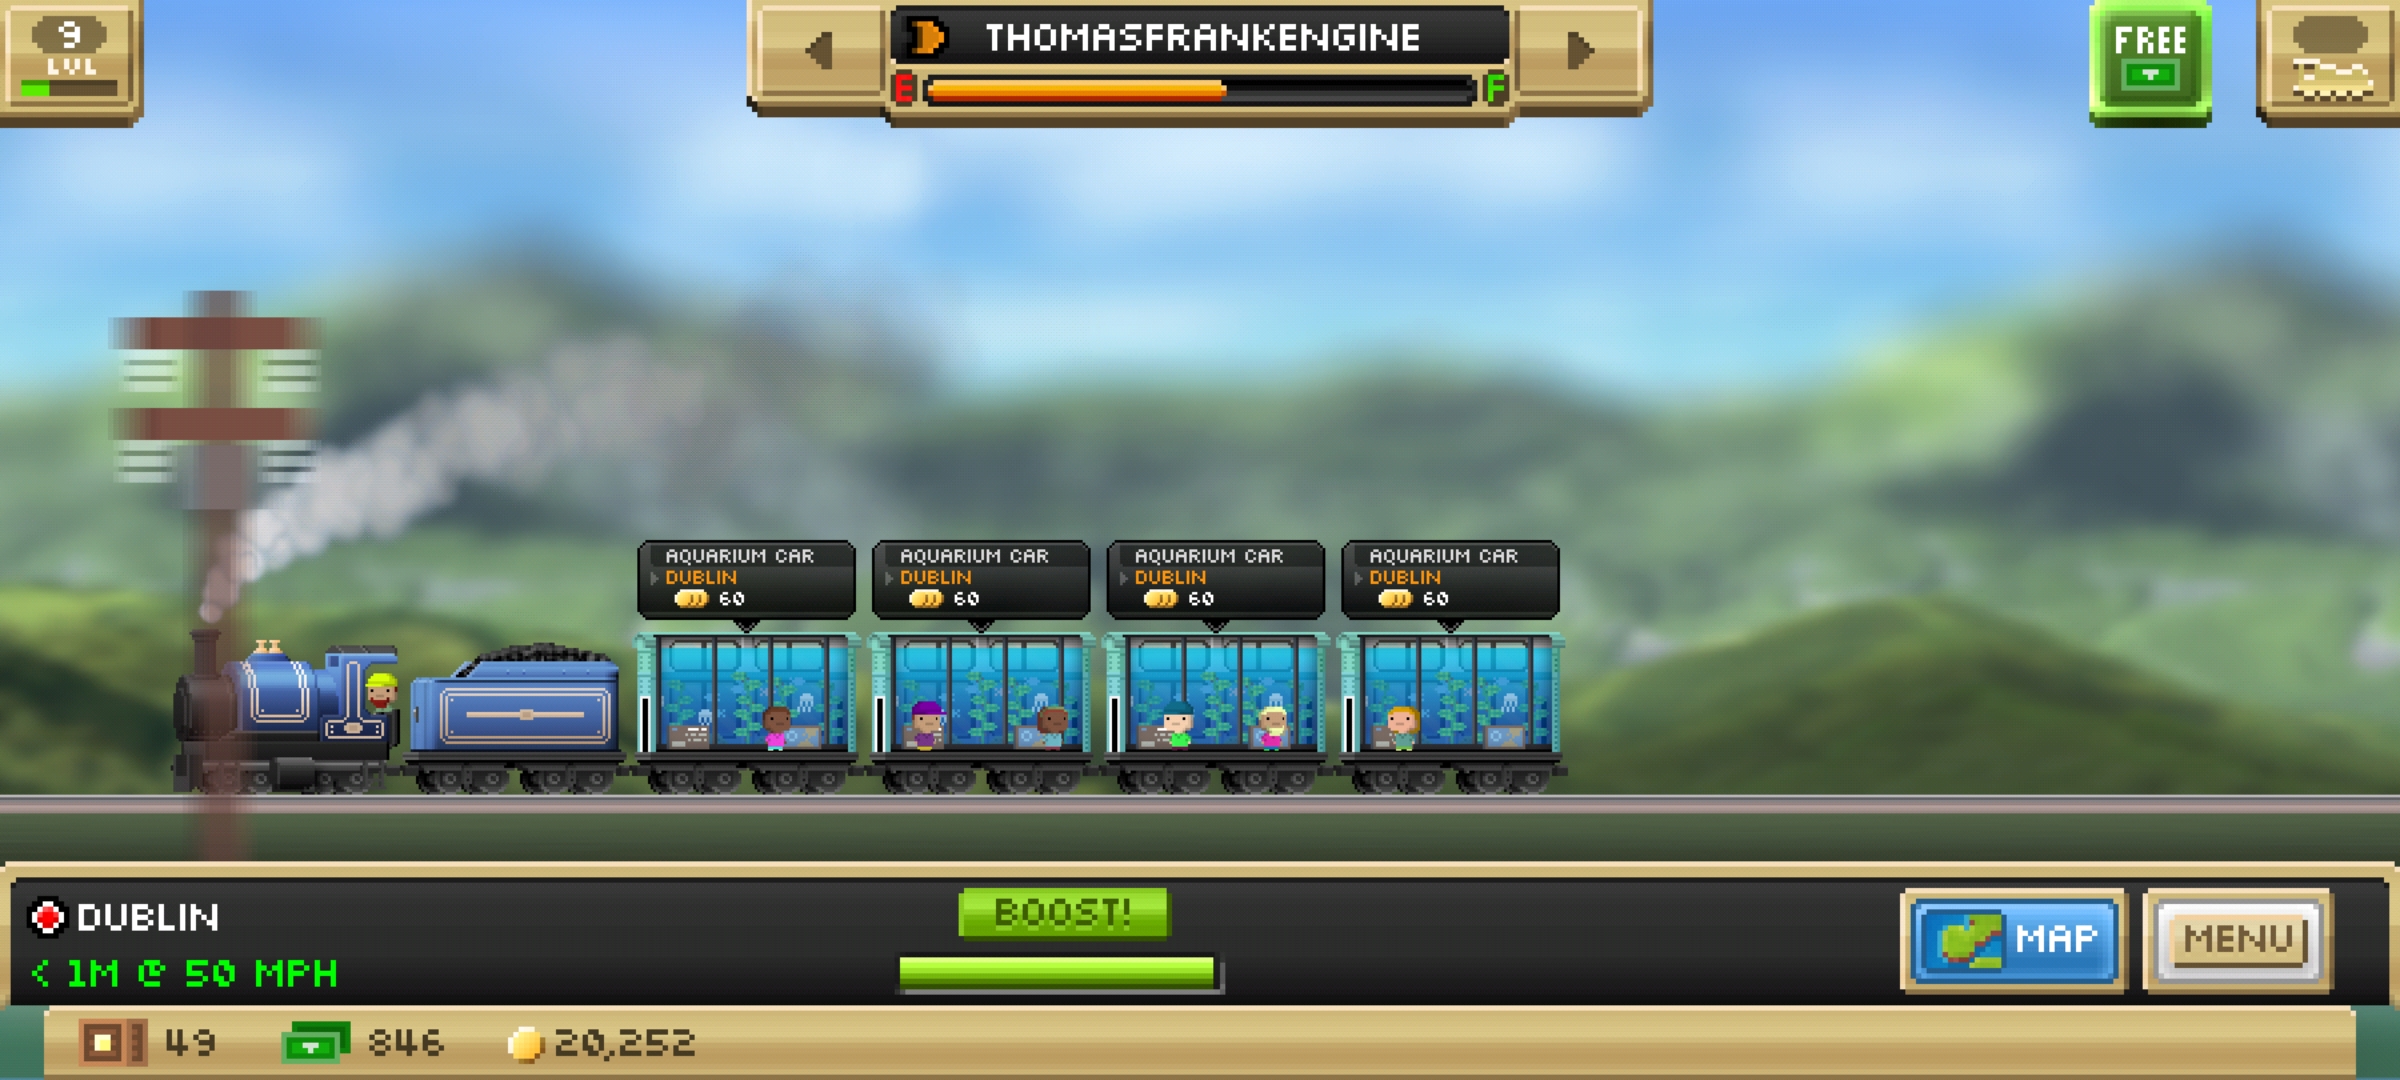 9
LVL
THOMASFRANKENGINE
E F
FREE
AQUARIUM CAR
DUBLIN
60
AQUARIUM CAR
DUBLIN
60
AQUARIUM CAR
DUBLIN
60
AQUARIUM CAR
DUBLIN
60
DUBLIN
< 1M @ 50 MPH
BOOST!
MAP
MENU
49
846
20,252